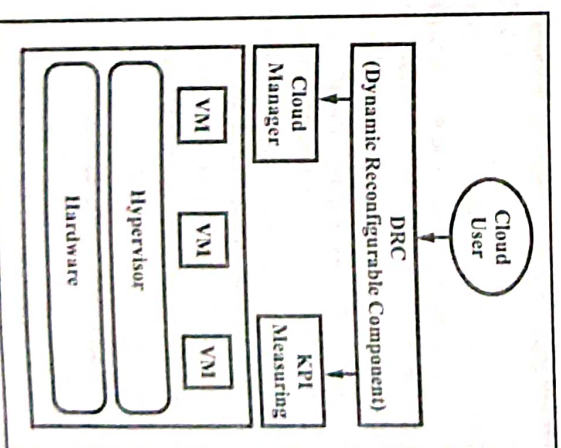 Cloud
User
DRC
(Dynamic Reconfigurable Component)
Cloud
Manager
KPI
Measuring
VM
VM
VM
Hypervisor
Hardware